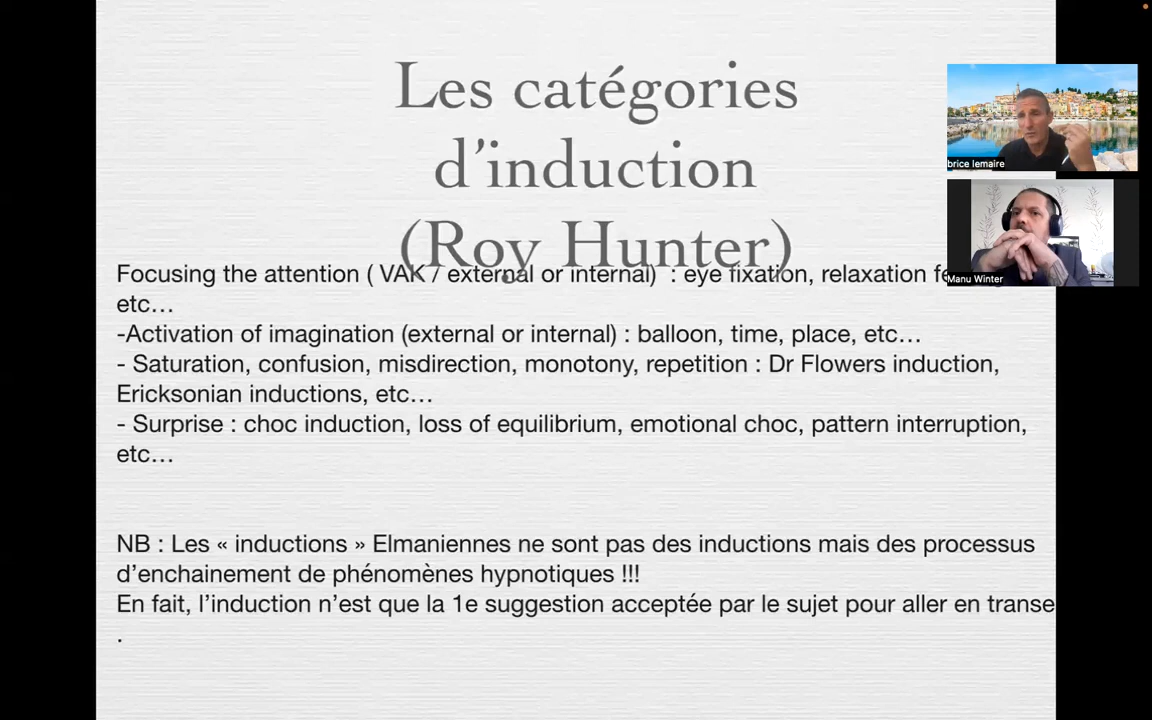 Les catégories
d’induction
(Roy Hunter)
Focusing the attention ( VAK / external or internal)  : eye fixation, relaxation
etc…
-Activation of imagination (external or internal) : balloon, time, place, etc…
- Saturation, confusion, misdirection, monotony, repetition : Dr Flowers induction,
Ericksonian inductions, etc…
- Surprise : choc induction, loss of equilibrium, emotional choc, pattern interruption,
etc…
NB : Les « inductions » Elmaniennes ne sont pas des inductions mais des processus
d’enchainement de phénomènes hypnotiques !!!
En fait, l’induction n’est que la 1e suggestion acceptée par le sujet pour aller en transe
.
brice lemaire
Manu Winter